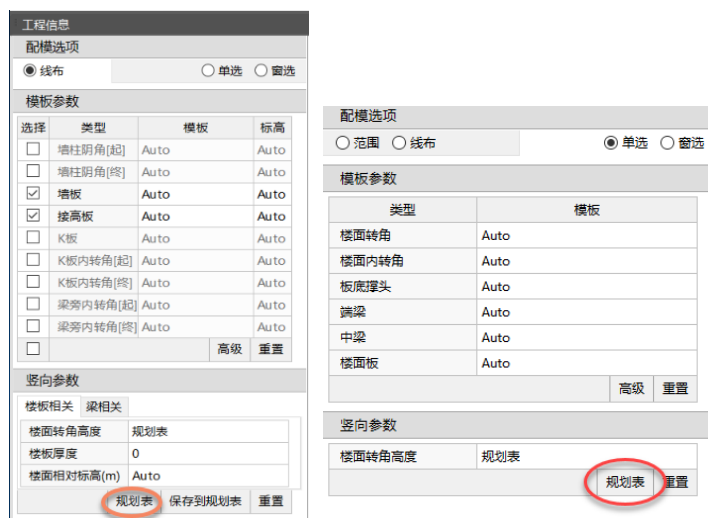 工程信息
配模选项
线布 单选 窗选
模板参数
选择 类型 模板 标高
墙柱阴角[起] Auto Auto
墙柱阴角[终] Auto Auto
墙板 Auto Auto
接高板 Auto Auto
K板 Auto Auto
K板内转角[起] Auto Auto
K板内转角[终] Auto Auto
梁旁内转角[起] Auto Auto
梁旁内转角[终] Auto Auto
高级 重置
竖向参数
楼板相关 梁相关
楼面转角高度 规划表
楼板厚度 0
楼面相对标高(m) Auto
规划表 保存到规划表 重置
配模选项
范围 线布 单选 窗选
模板参数
类型 模板
楼面转角 Auto
楼面内转角 Auto
板底撑头 Auto
端梁 Auto
中梁 Auto
楼面板 Auto
高级 重置
竖向参数
楼面转角高度 规划表
规划表 重置